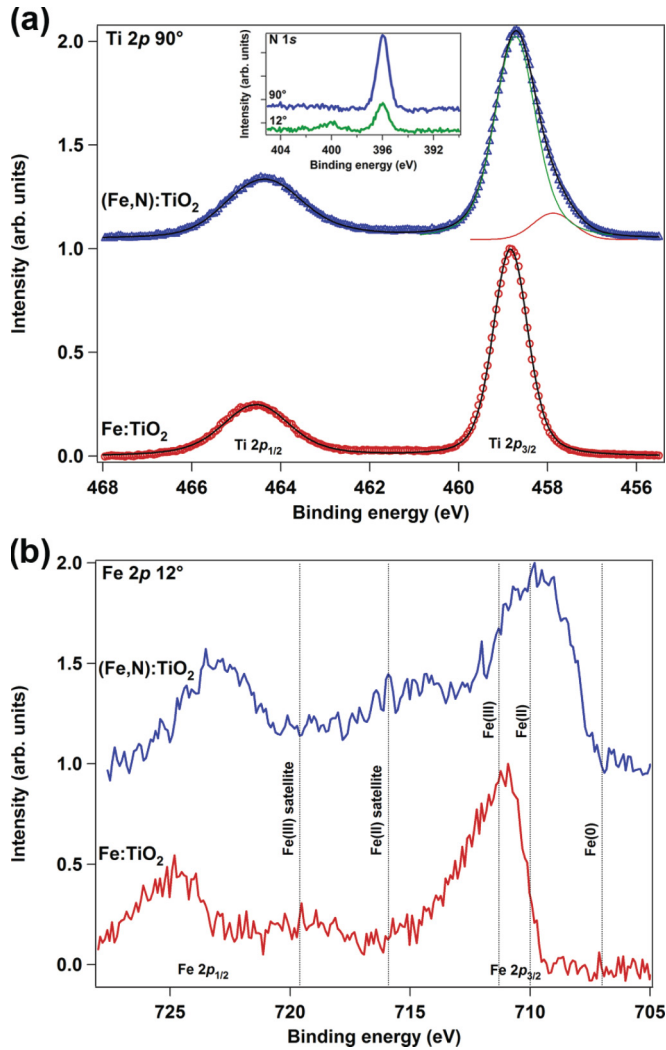 (a)
Ti 2p 90°
N 1s
90°
12°
Intensity (arb. units)
404 400 396 392
Binding energy (eV)
(Fe,N):TiO₂
Fe:TiO₂
Ti 2p₁/₂
Ti 2p₃/₂
2.0
1.5
1.0
0.5
0.0
Intensity (arb. units)
468 466 464 462 460 458 456
Binding energy (eV)
(b)
Fe 2p 12°
(Fe,N):TiO₂
Fe:TiO₂
Fe(III) satellite
Fe(II) satellite
Fe(III)
Fe(II)
Fe(0)
Fe 2p₁/₂
Fe 2p₃/₂
2.0
1.5
1.0
0.5
0.0
Intensity (arb. units)
725 720 715 710 705
Binding energy (eV)